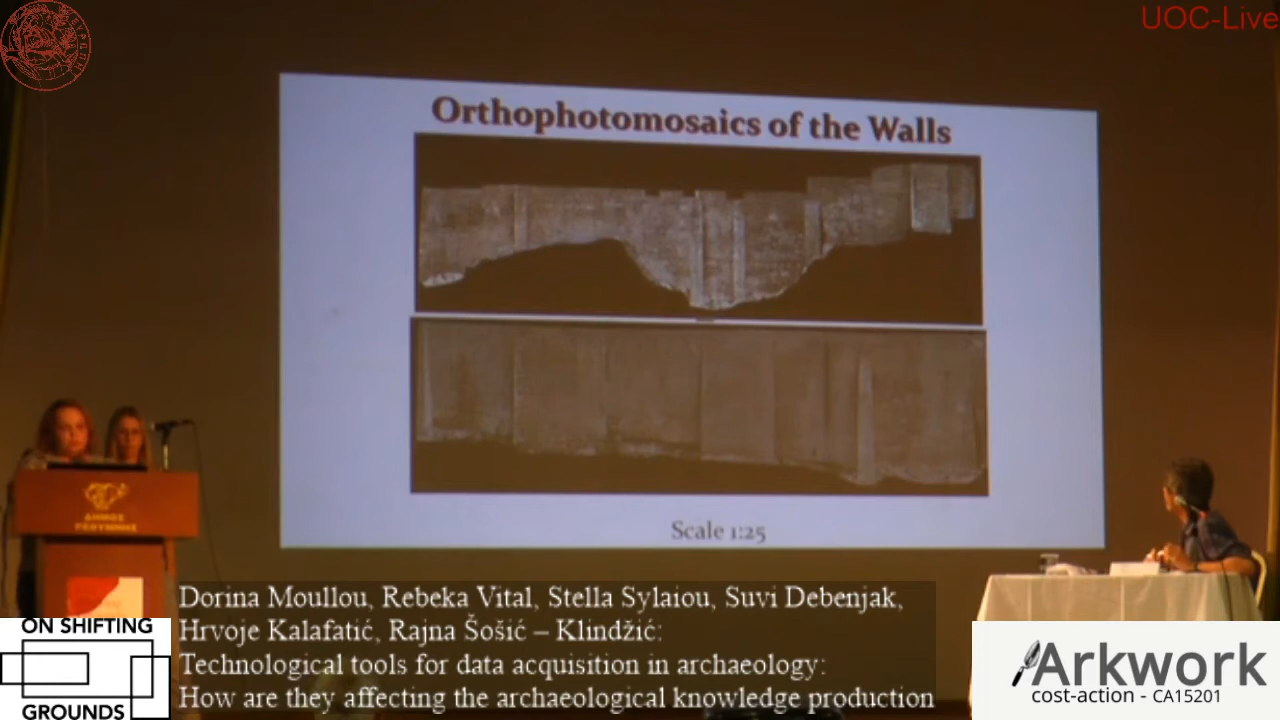 UOC-Live
Orthophotomosaics of the Walls
Scale 1:25
ΔΗΜΟΣ
ΡΕΘΥΜΝΗΣ
Dorina Moullou, Rebeka Vital, Stella Sylaiou, Suvi Debenjak,
Hrvoje Kalafatić, Rajna Šošić – Klindžić:
Technological tools for data acquisition in archaeology:
How are they affecting the archaeological knowledge production
ON SHIFTING
GROUNDS
Arkwork
cost-action - CA15201